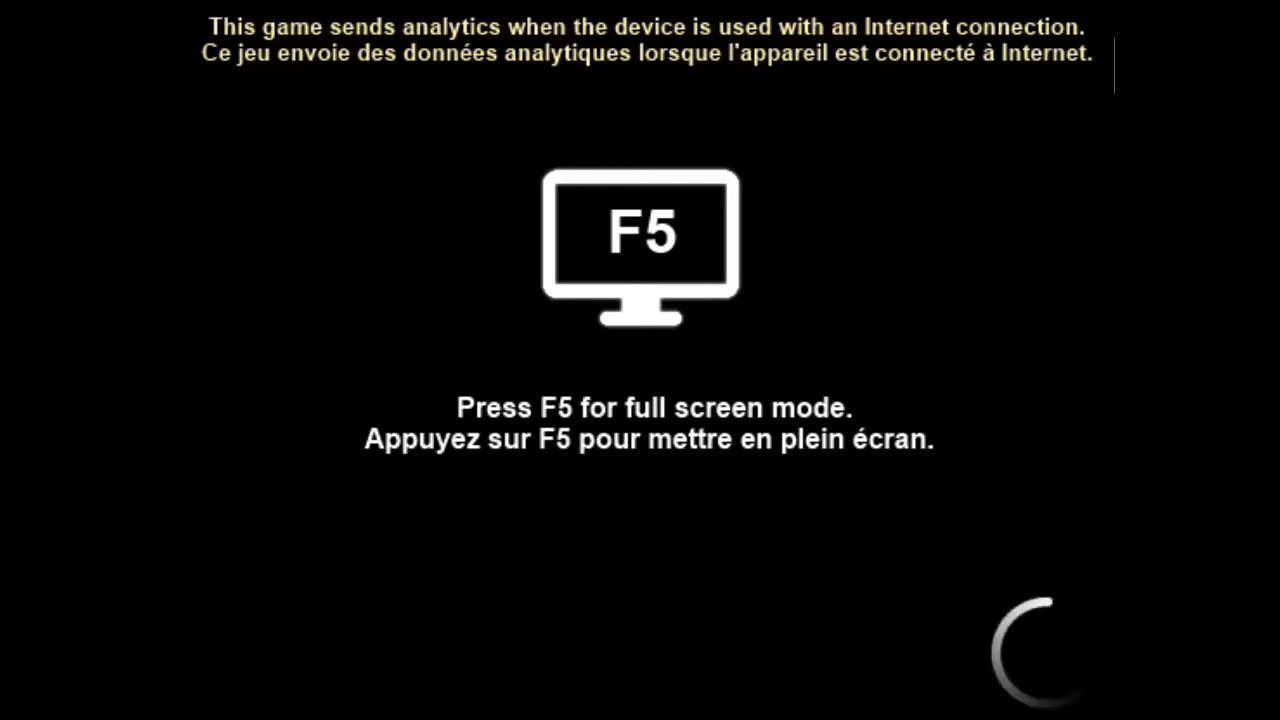 This game sends analytics when the device is used with an Internet connection.
Ce jeu envoie des données analytiques lorsque l'appareil est connecté à Internet.
F5
Press F5 for full screen mode.
Appuyez sur F5 pour mettre en plein écran.